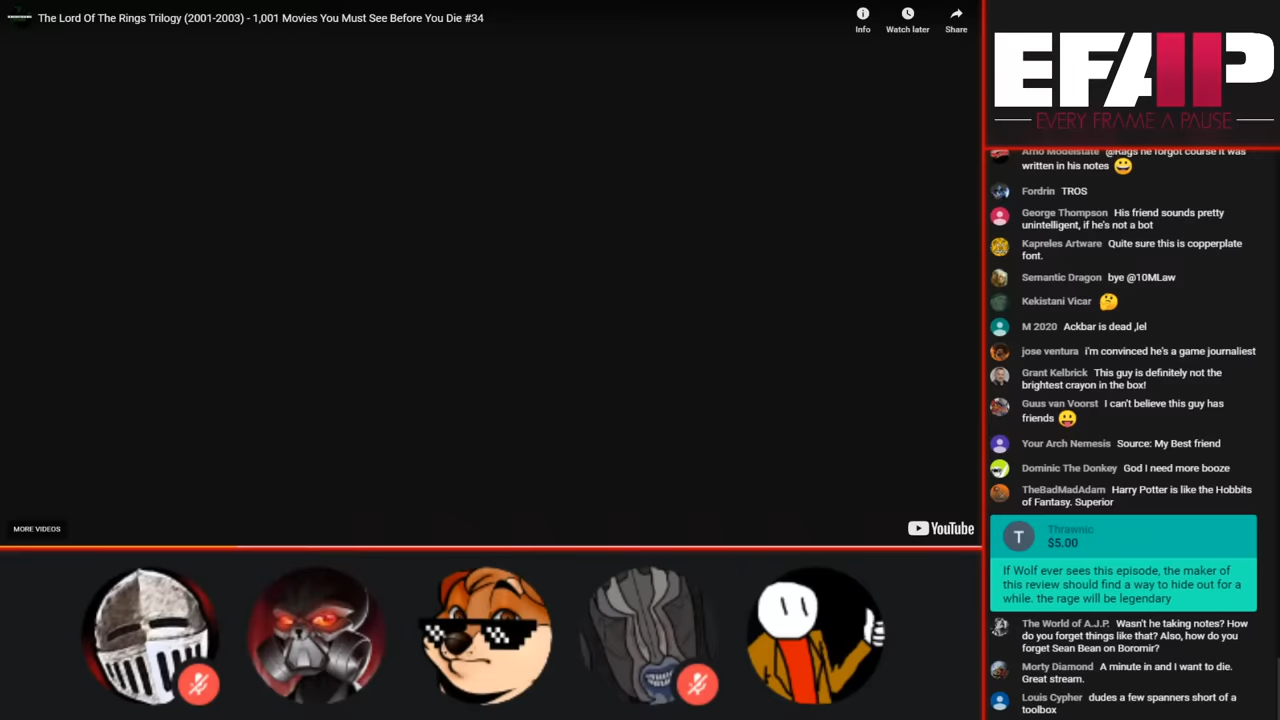 The Lord Of The Rings Trilogy (2001-2003) - 1,001 Movies You Must See Before You Die #34
Info
Watch later
Share
MORE VIDEOS
YouTube
EFAP
EVERY FRAME A PAUSE
Arno Modelstate @Rags he forgot course it was
written in his notes 😀
Fordrin TROS
George Thompson His friend sounds pretty
unintelligent, if he's not a bot
Kapreles Artware Quite sure this is copperplate
font.
Semantic Dragon bye @10MLaw
Kekistani Vicar 🤔
M 2020 Ackbar is dead ,lel
jose ventura i'm convinced he's a game journaliest
Grant Kelbrick This guy is definitely not the
brightest crayon in the box!
Guus van Voorst I can't believe this guy has
friends 😛
Your Arch Nemesis Source: My Best friend
Dominic The Donkey God I need more booze
TheBadMadAdam Harry Potter is like the Hobbits
of Fantasy. Superior
T
Thrawnic
$5.00
If Wolf ever sees this episode, the maker of
this review should find a way to hide out for a
while. the rage will be legendary
The World of A.J.P. Wasn't he taking notes? How
do you forget things like that? Also, how do you
forget Sean Bean on Boromir?
Morty Diamond A minute in and I want to die.
Great stream.
Louis Cypher dudes a few spanners short of a
toolbox